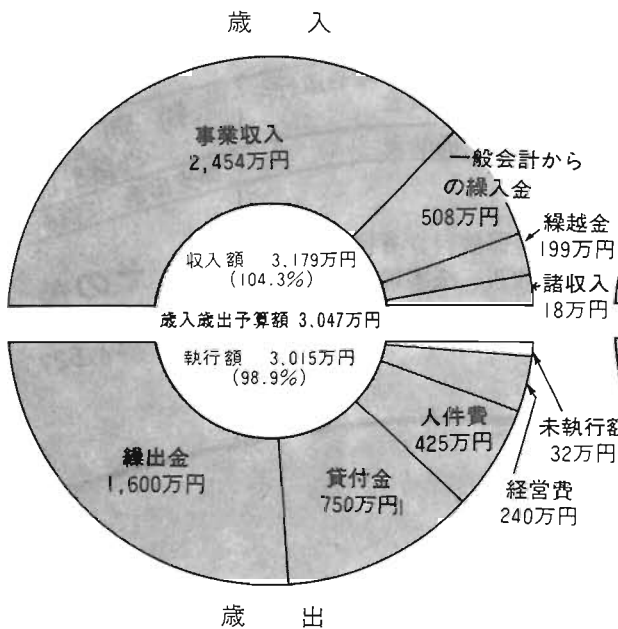 歳　入
事業収入
2,454万円
一般会計から
の繰入金
508万円
繰越金
199万円
諸収入
18万円
収入額　3,179万円
(104.3%)
歳入歳出予算額 3,047万円
執行額　3,015万円
(98.9%)
繰出金
1,600万円
貸付金
750万円
人件費
425万円
未執行額
32万円
経営費
240万円
歳　出